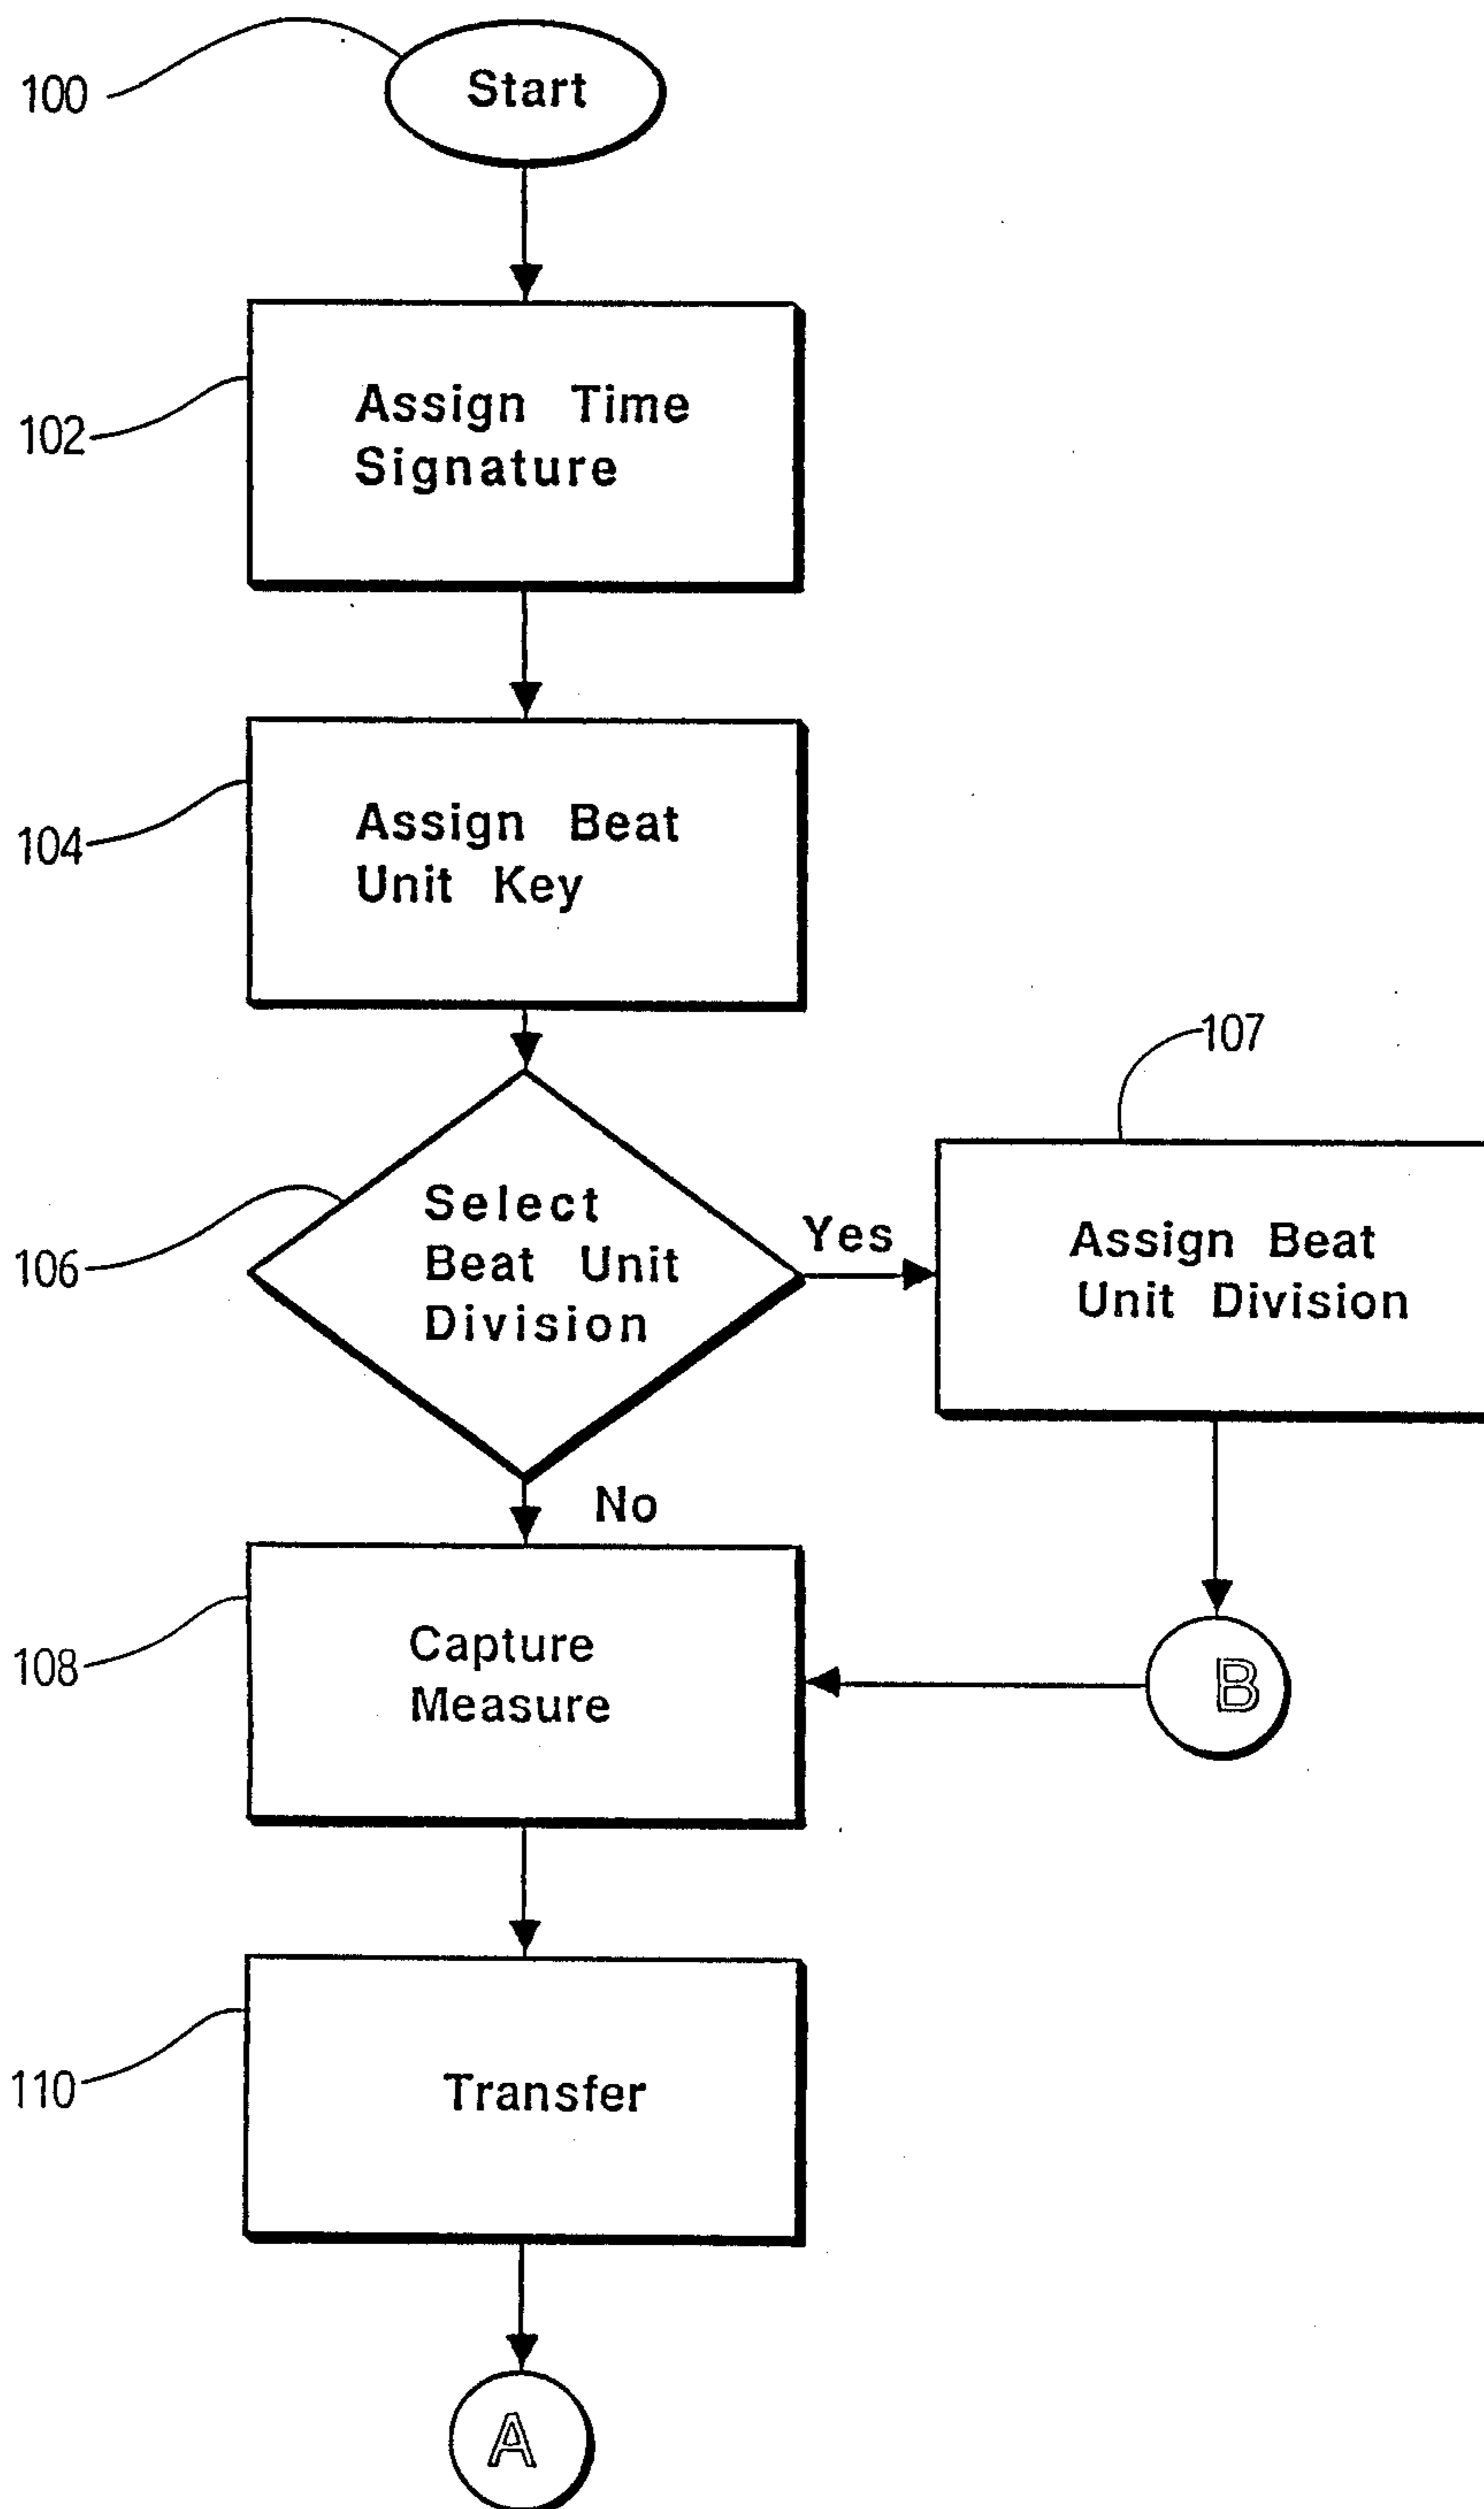 100
Start
102
Assign Time
Signature
104
Assign Beat
Unit Key
107
106
Select
Beat Unit
Division
Yes
Assign Beat
Unit Division
No
108
Capture
Measure
B
110
Transfer
A